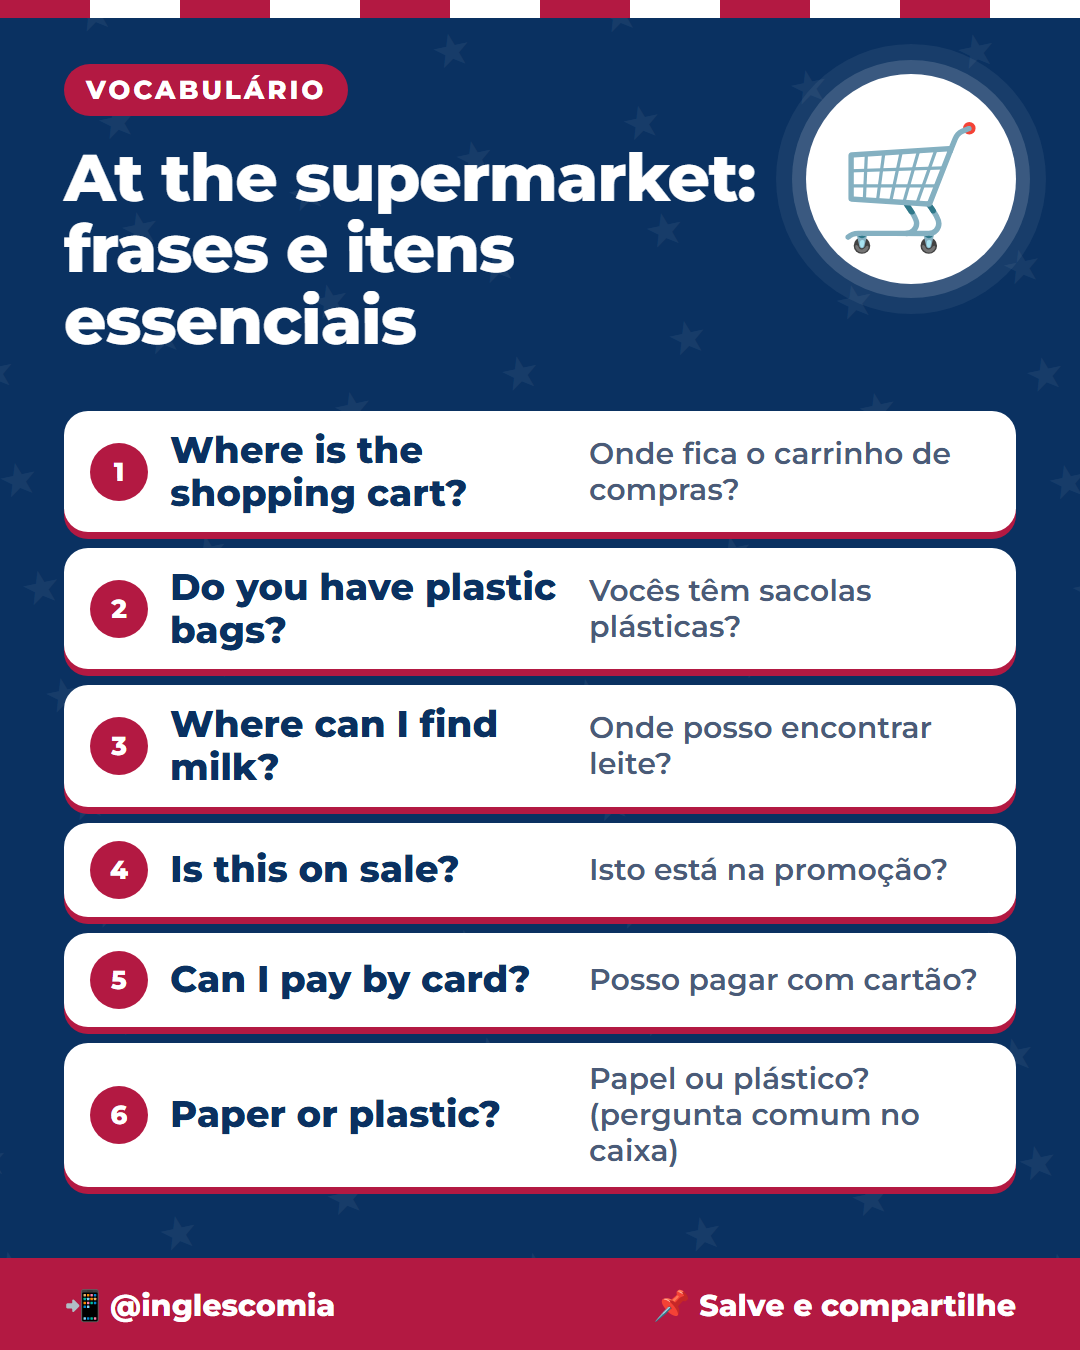 VOCABULÁRIO
At the supermarket:
frases e itens
essenciais
1
Where is the
shopping cart?
Onde fica o carrinho de
compras?
2
Do you have plastic
bags?
Vocês têm sacolas
plásticas?
3
Where can I find
milk?
Onde posso encontrar
leite?
4
Is this on sale?
Isto está na promoção?
5
Can I pay by card?
Posso pagar com cartão?
6
Paper or plastic?
Papel ou plástico?
(pergunta comum no
caixa)
📲 @inglescomia
📌 Salve e compartilhe